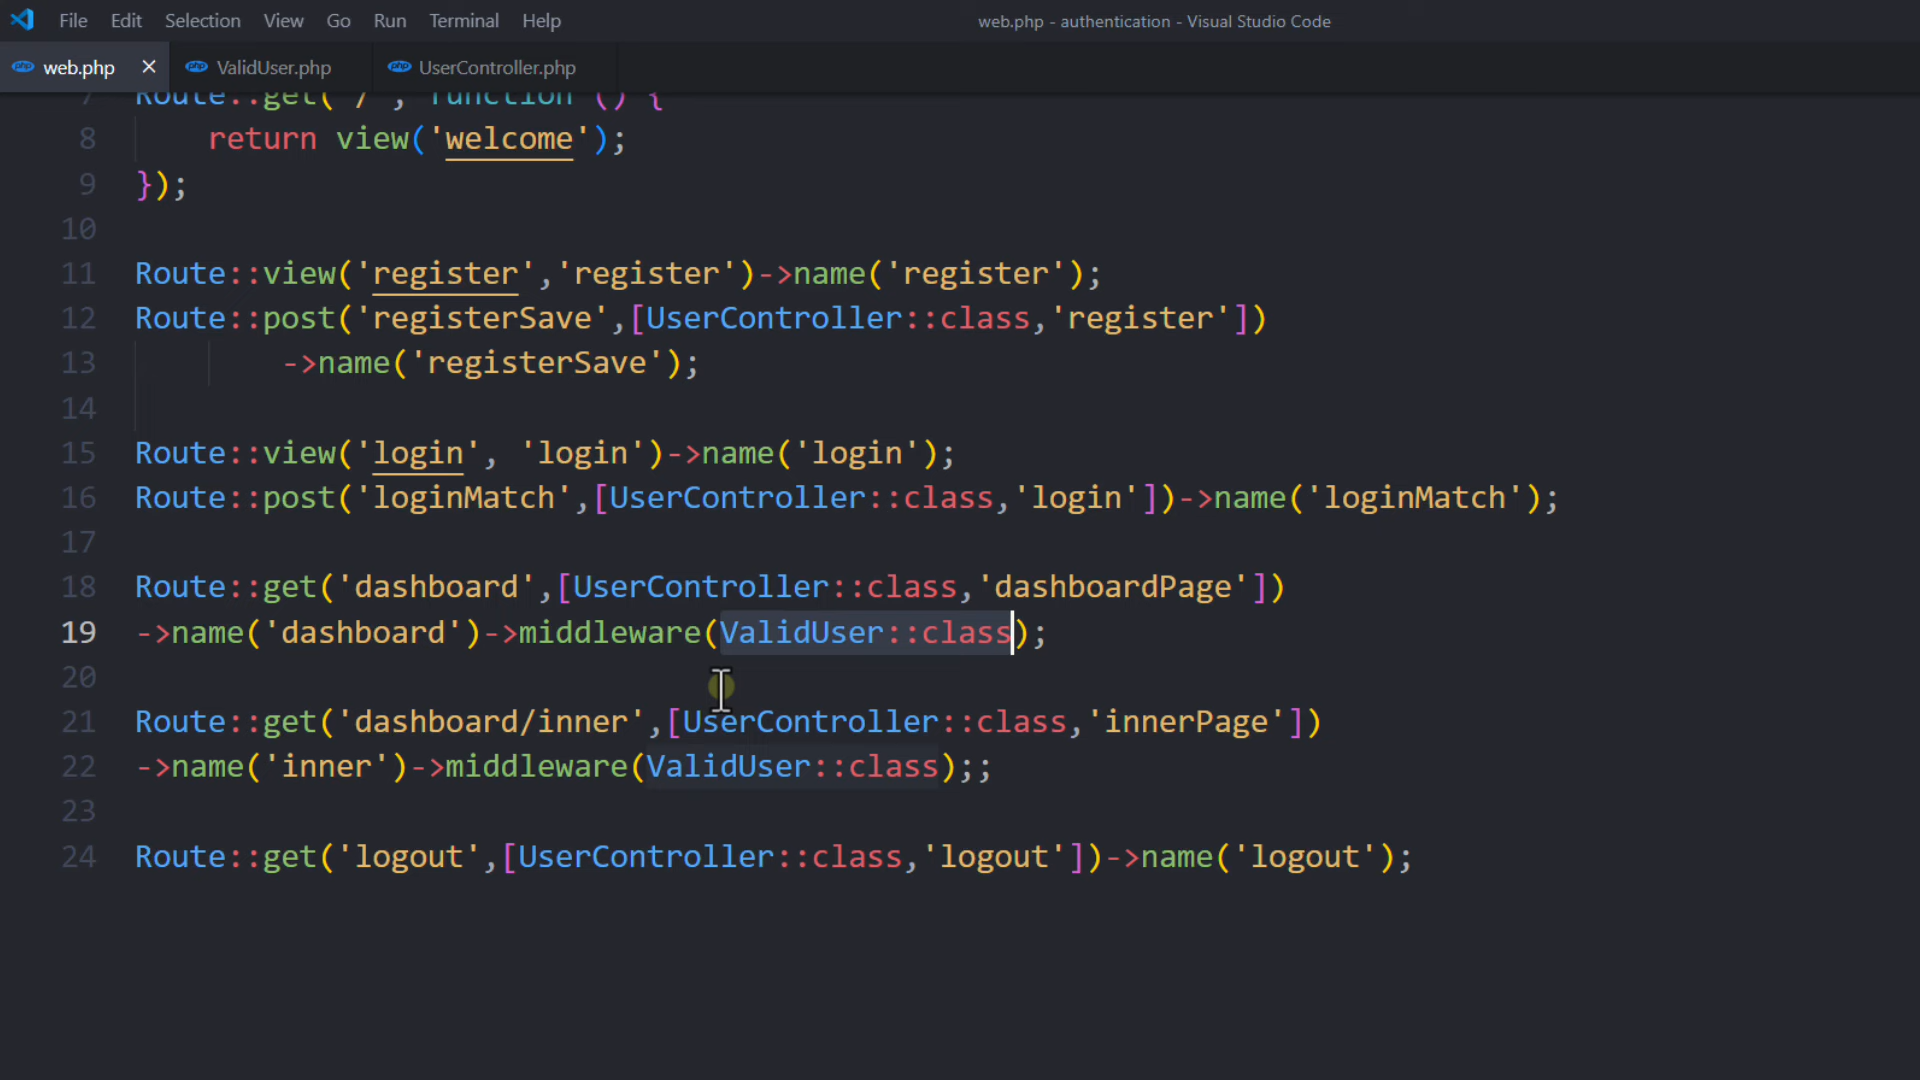 File Edit Selection View Go Run Terminal Help
web.php - authentication - Visual Studio Code
web.php ValidUser.php UserController.php
7 Route::get('/', function () {
8 return view('welcome');
9 });
10
11 Route::view('register','register')->name('register');
12 Route::post('registerSave',[UserController::class,'register'])
13 ->name('registerSave');
14
15 Route::view('login', 'login')->name('login');
16 Route::post('loginMatch',[UserController::class,'login'])->name('loginMatch');
17
18 Route::get('dashboard',[UserController::class,'dashboardPage'])
19 ->name('dashboard')->middleware(ValidUser::class);
20
21 Route::get('dashboard/inner',[UserController::class,'innerPage'])
22 ->name('inner')->middleware(ValidUser::class);;
23
24 Route::get('logout',[UserController::class,'logout'])->name('logout');